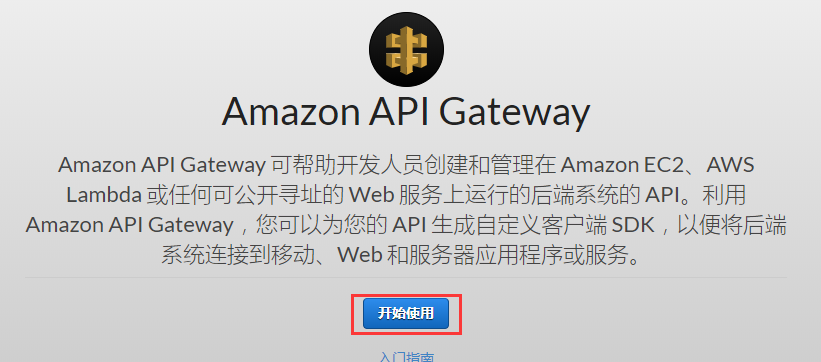 Amazon API Gateway
Amazon API Gateway 可帮助开发人员创建和管理在 Amazon EC2、AWS
Lambda 或任何可公开寻址的 Web 服务上运行的后端系统的 API。利用
Amazon API Gateway，您可以为您的 API 生成自定义客户端 SDK，以便将后端
系统连接到移动、Web 和服务器应用程序或服务。
开始使用
入门指南